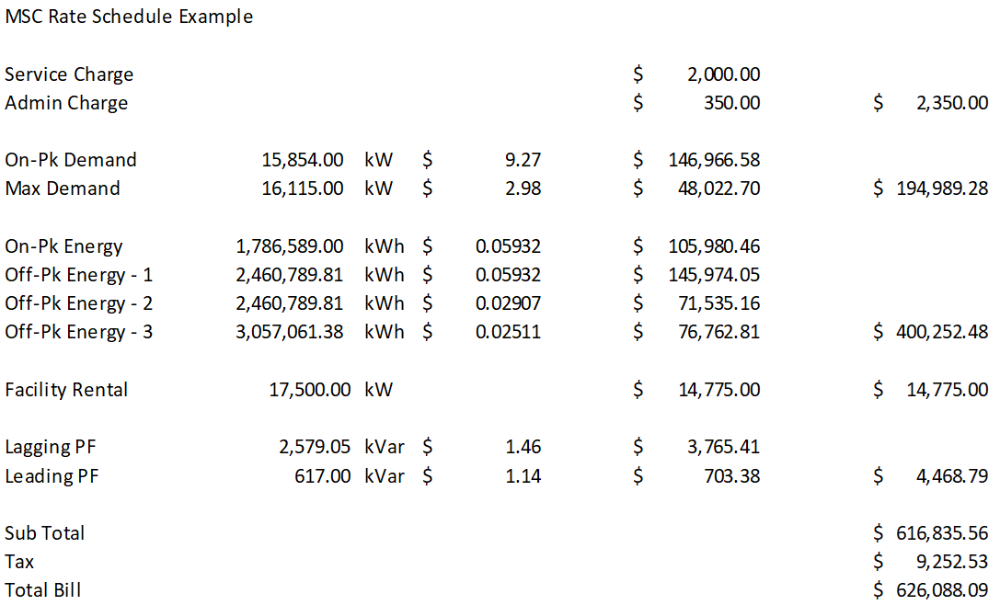 MSC Rate Schedule Example
Service Charge $ 2,000.00
Admin Charge $ 350.00 $ 2,350.00
On-Pk Demand 15,854.00 kW $ 9.27 $ 146,966.58
Max Demand 16,115.00 kW $ 2.98 $ 48,022.70 $ 194,989.28
On-Pk Energy 1,786,589.00 kWh $ 0.05932 $ 105,980.46
Off-Pk Energy - 1 2,460,789.81 kWh $ 0.05932 $ 145,974.05
Off-Pk Energy - 2 2,460,789.81 kWh $ 0.02907 $ 71,535.16
Off-Pk Energy - 3 3,057,061.38 kWh $ 0.02511 $ 76,762.81 $ 400,252.48
Facility Rental 17,500.00 kW $ 14,775.00 $ 14,775.00
Lagging PF 2,579.05 kVar $ 1.46 $ 3,765.41
Leading PF 617.00 kVar $ 1.14 $ 703.38 $ 4,468.79
Sub Total $ 616,835.56
Tax $ 9,252.53
Total Bill $ 626,088.09